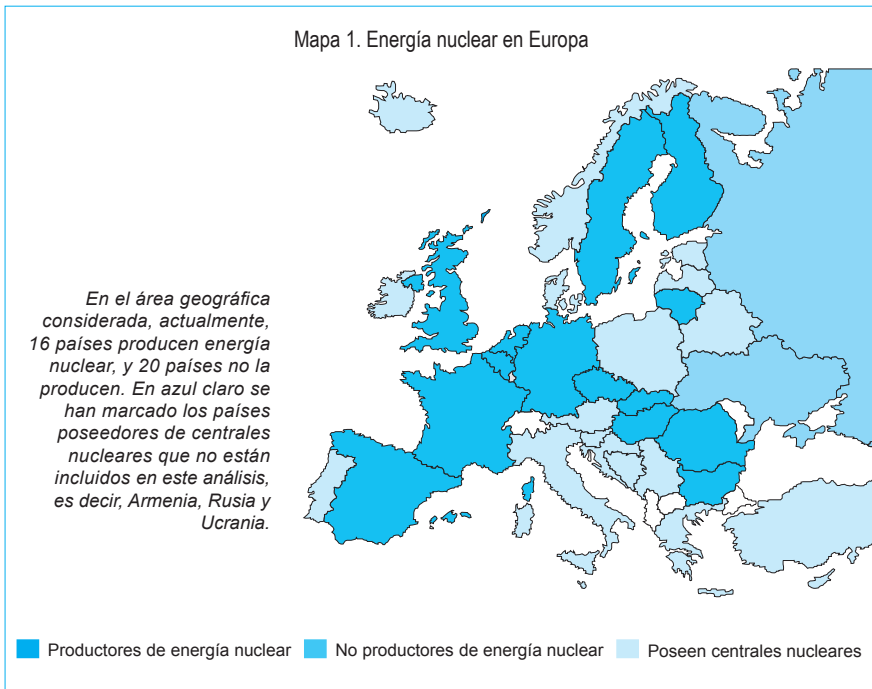 Mapa 1. Energía nuclear en Europa
En el área geográfica
considerada, actualmente,
16 países producen energía
nuclear, y 20 países no la
producen. En azul claro se
han marcado los países
poseedores de centrales
nucleares que no están
incluidos en este análisis,
es decir, Armenia, Rusia y
Ucrania.
Productores de energía nuclear No productores de energía nuclear Poseen centrales nucleares